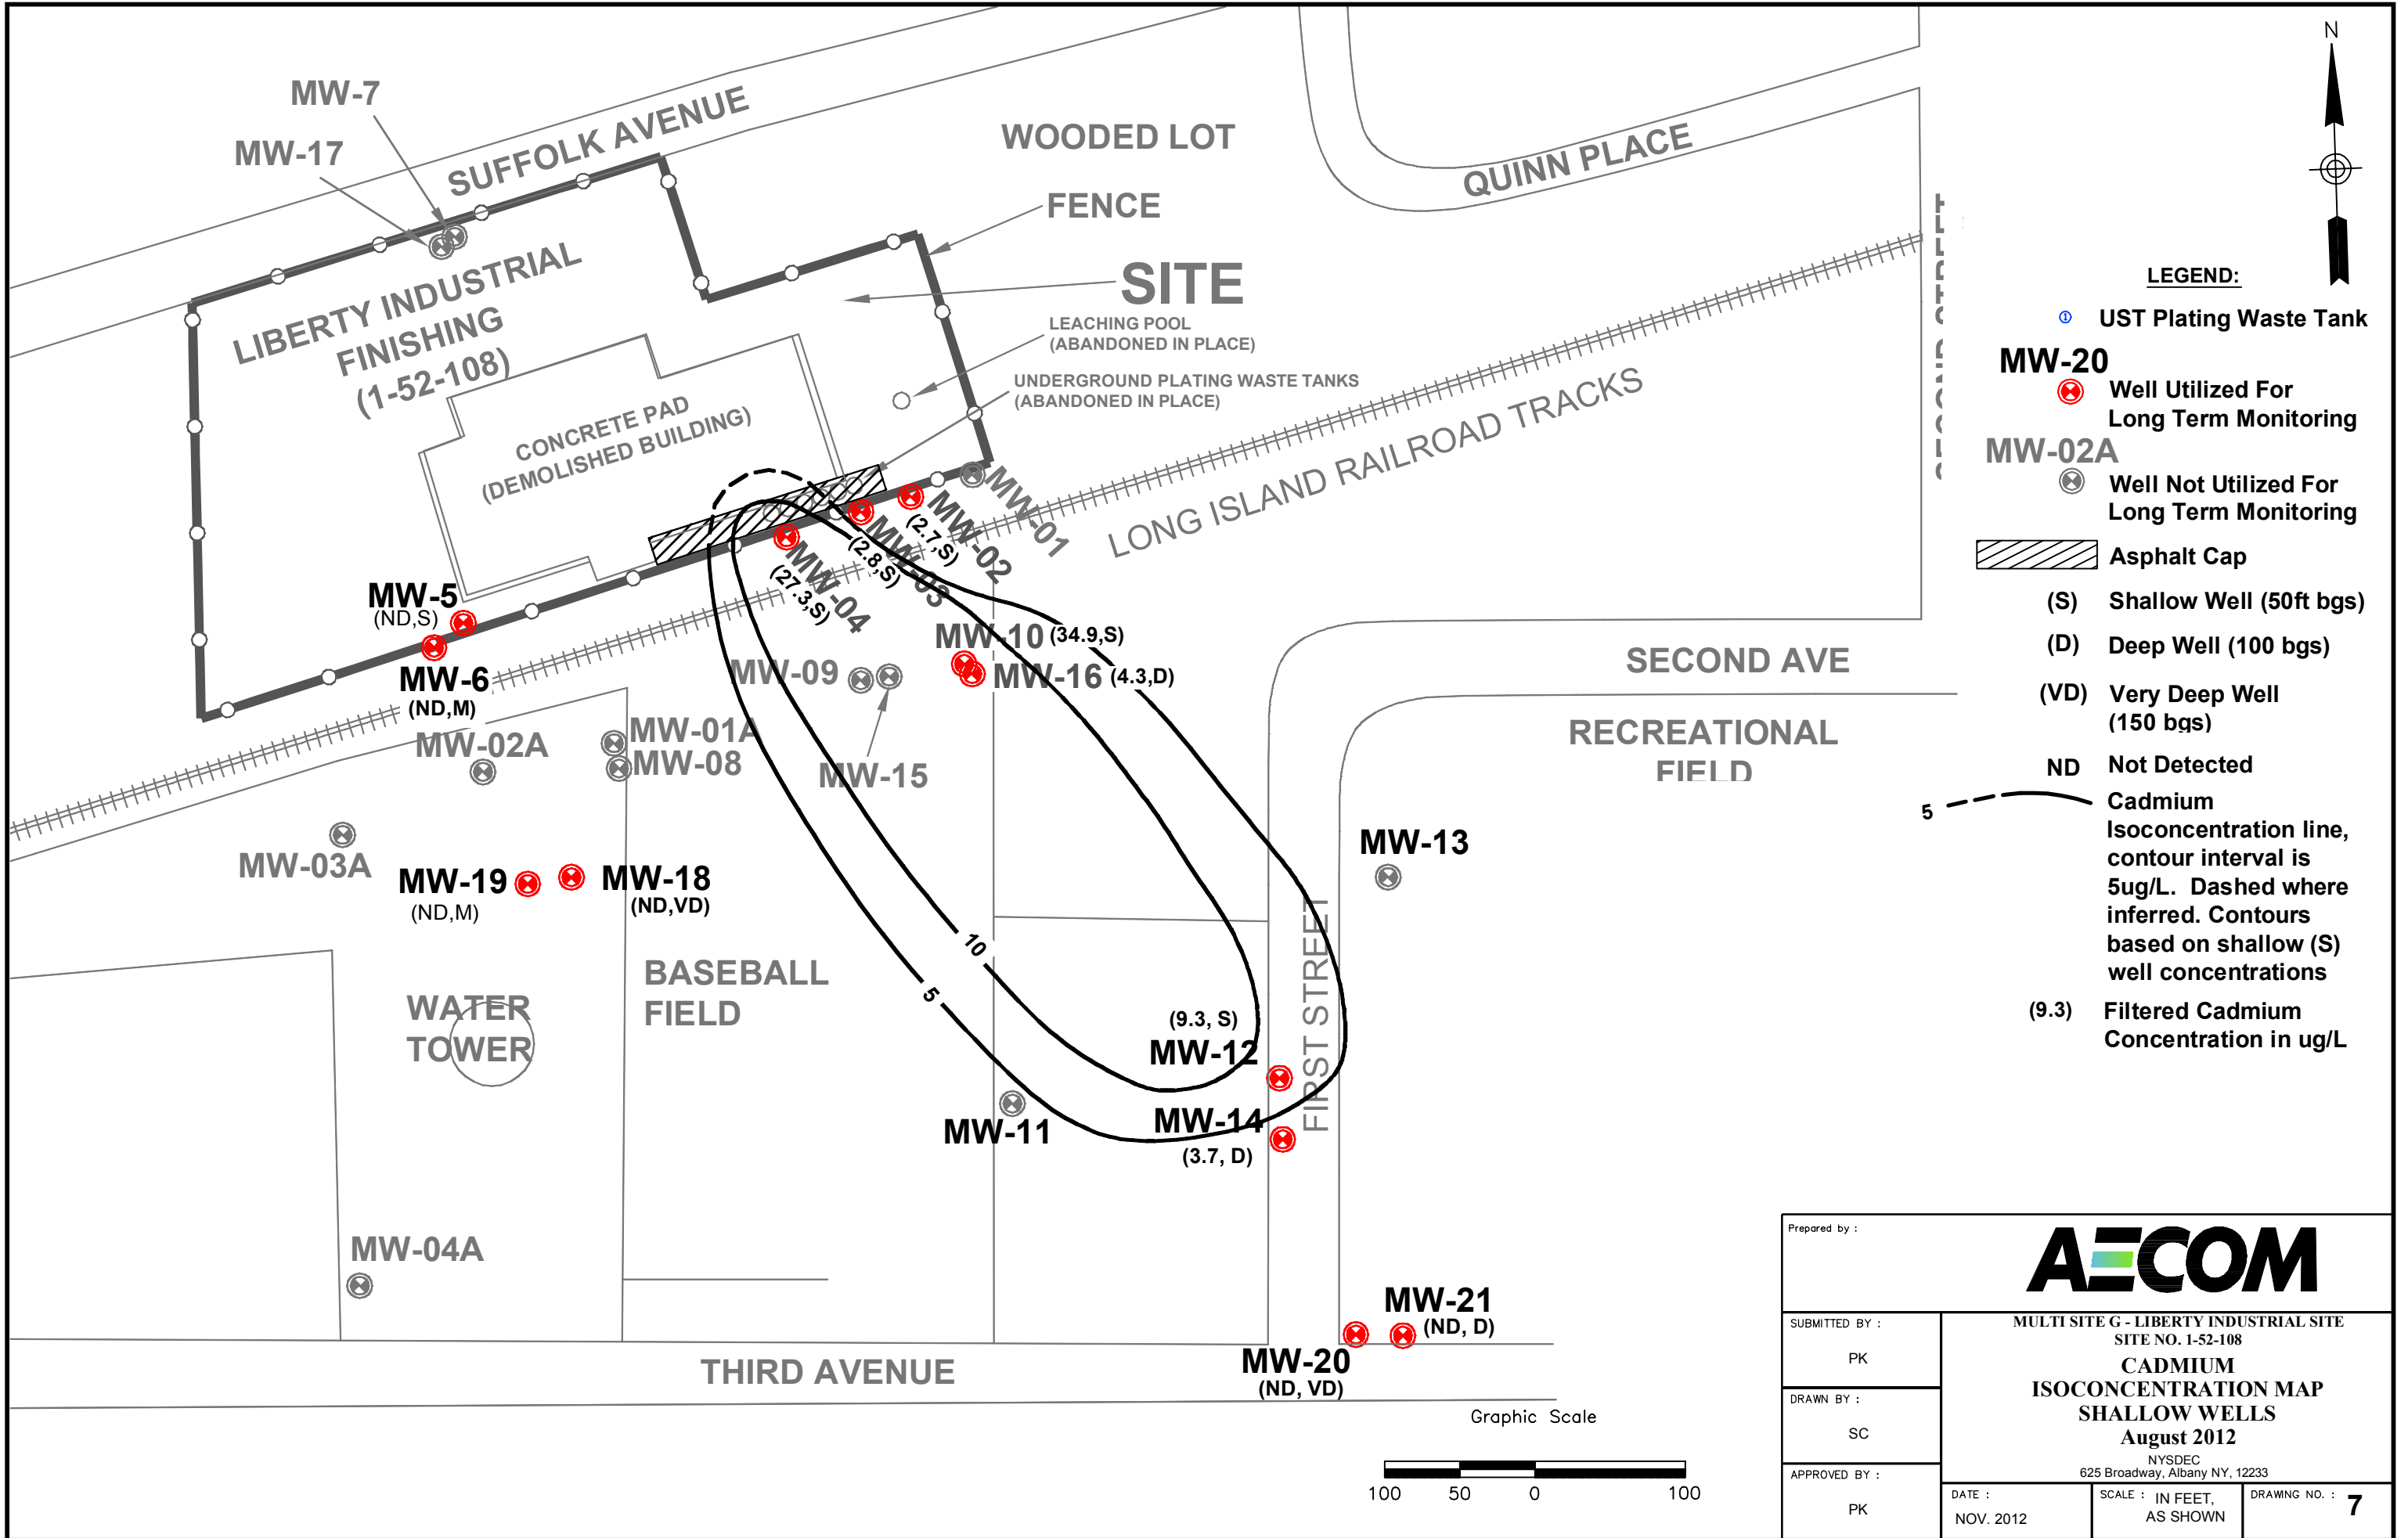 N
MW-7
MW-17
SUFFOLK AVENUE
WOODED LOT
QUINN PLACE
FENCE
SITE
LIBERTY INDUSTRIAL
FINISHING
(1-52-108)
LEACHING POOL
(ABANDONED IN PLACE)
UNDERGROUND PLATING WASTE TANKS
(ABANDONED IN PLACE)
CONCRETE PAD
(DEMOLISHED BUILDING)
LONG ISLAND RAILROAD TRACKS
SECOND STREET
MW-01
MW-02
(2.7,S)
MW-03
(2.8,S)
MW-04
(27.3,S)
MW-5
(ND,S)
MW-6
(ND,M)
MW-10 (34.9,S)
MW-16 (4.3,D)
MW-09
MW-15
MW-01A
MW-08
MW-02A
MW-03A
MW-19
(ND,M)
MW-18
(ND,VD)
SECOND AVE
RECREATIONAL
FIELD
MW-13
FIRST STREET
10
5
BASEBALL
FIELD
WATER
TOWER
(9.3, S)
MW-12
MW-14
(3.7, D)
MW-11
MW-04A
MW-21
(ND, D)
MW-20
(ND, VD)
THIRD AVENUE
Graphic Scale
100 50 0 100
LEGEND:
1 UST Plating Waste Tank
MW-20
Well Utilized For
Long Term Monitoring
MW-02A
Well Not Utilized For
Long Term Monitoring
Asphalt Cap
(S) Shallow Well (50ft bgs)
(D) Deep Well (100 bgs)
(VD) Very Deep Well
(150 bgs)
ND Not Detected
5 Cadmium
Isoconcentration line,
contour interval is
5ug/L. Dashed where
inferred. Contours
based on shallow (S)
well concentrations
(9.3) Filtered Cadmium
Concentration in ug/L
Prepared by :
AECOM
SUBMITTED BY :
PK
DRAWN BY :
SC
APPROVED BY :
PK
MULTI SITE G - LIBERTY INDUSTRIAL SITE
SITE NO. 1-52-108
CADMIUM
ISOCONCENTRATION MAP
SHALLOW WELLS
August 2012
NYSDEC
625 Broadway, Albany NY, 12233
DATE :
NOV. 2012
SCALE : IN FEET,
AS SHOWN
DRAWING NO. : 7